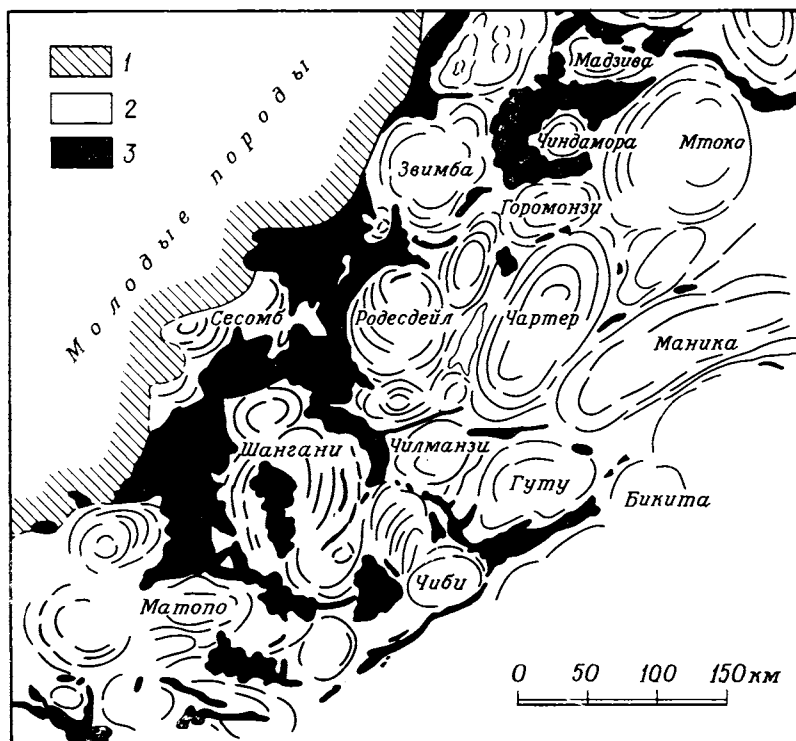 1
2
3
Молодые породы
Мадзива
Чиндамора
Мтоко
Звимба
Горомонзи
Сесомб
Родесдейл
Чартер
Маника
Шангани
Чилманзи
Гуту
Бикита
Чиби
Матопо
0 50 100 150 км